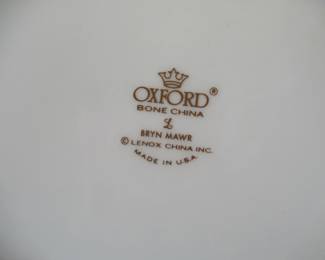 OXFORD®
BONE CHINA
L
BRYN MAWR
© LENOX CHINA INC.
MADE IN U.S.A.